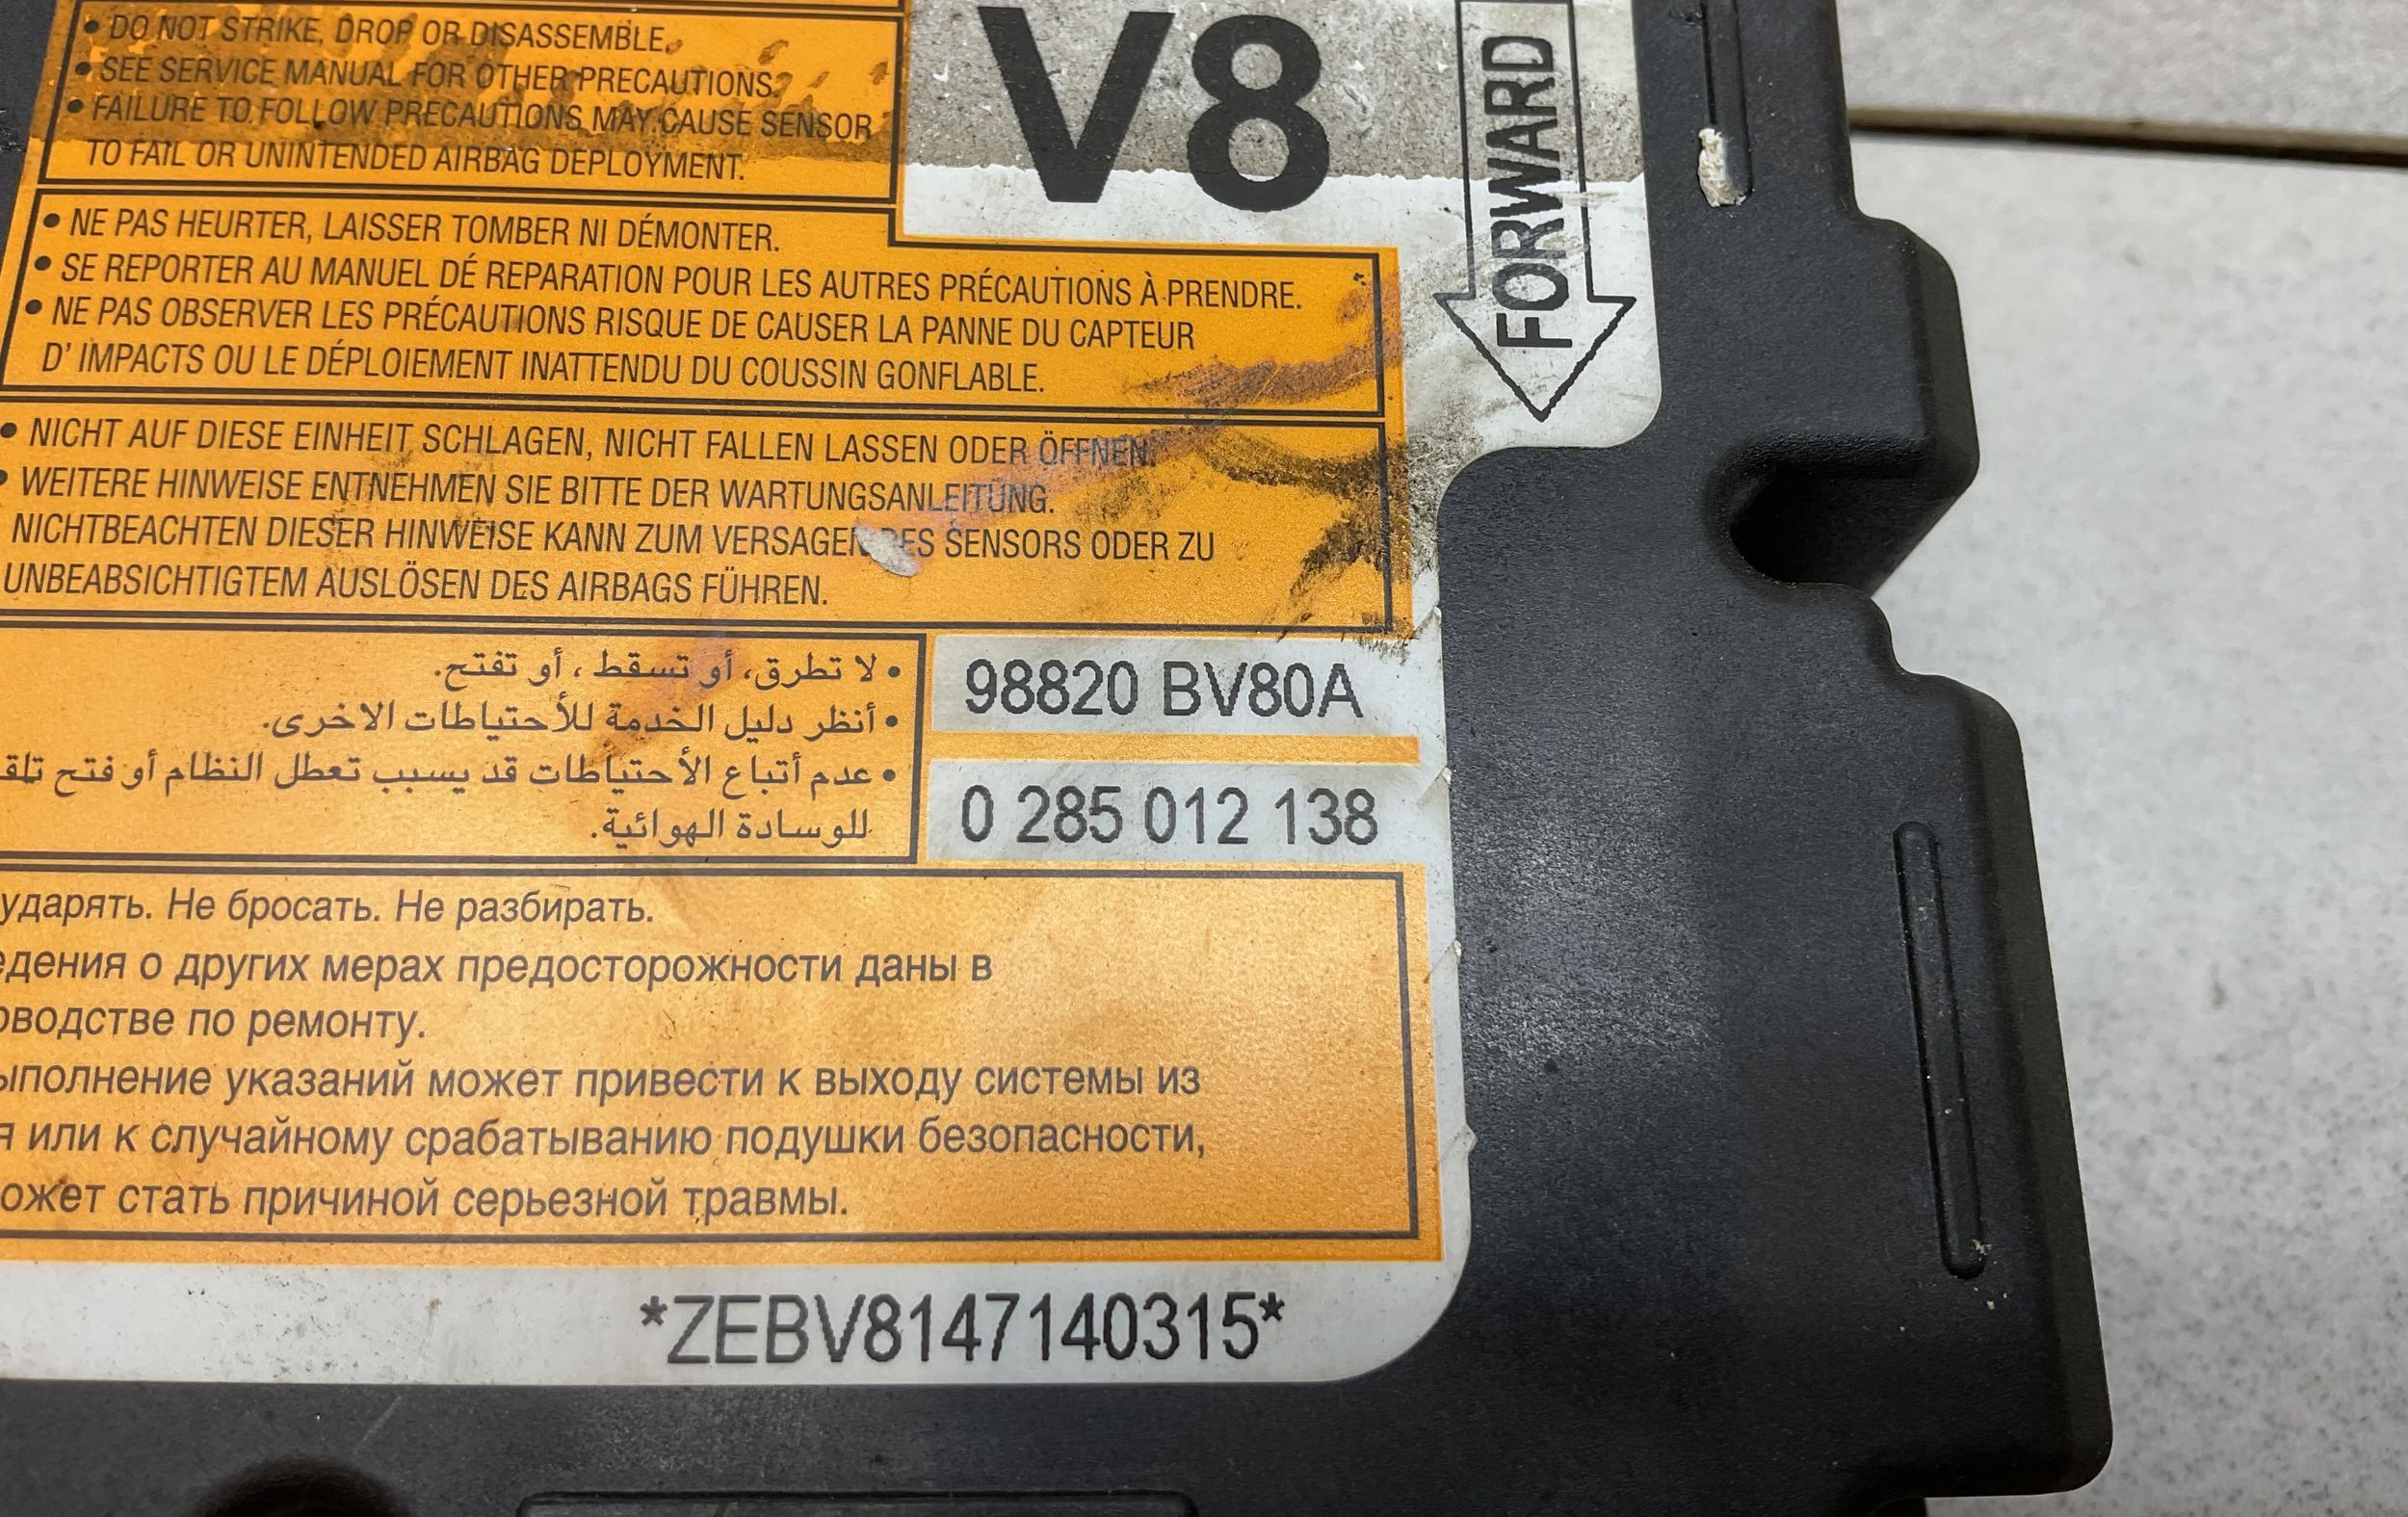 • DO NOT STRIKE, DROP OR DISASSEMBLE.
• SEE SERVICE MANUAL FOR OTHER PRECAUTIONS.
• FAILURE TO FOLLOW PRECAUTIONS MAY CAUSE SENSOR
TO FAIL OR UNINTENDED AIRBAG DEPLOYMENT.
V8
FORWARD
• NE PAS HEURTER, LAISSER TOMBER NI DÉMONTER.
• SE REPORTER AU MANUEL DÉ REPARATION POUR LES AUTRES PRÉCAUTIONS À PRENDRE.
• NE PAS OBSERVER LES PRÉCAUTIONS RISQUE DE CAUSER LA PANNE DU CAPTEUR
D' IMPACTS OU LE DÉPLOIEMENT INATTENDU DU COUSSIN GONFLABLE.
• NICHT AUF DIESE EINHEIT SCHLAGEN, NICHT FALLEN LASSEN ODER ÖFFNEN.
• WEITERE HINWEISE ENTNEHMEN SIE BITTE DER WARTUNGSANLEITUNG.
NICHTBEACHTEN DIESER HINWEISE KANN ZUM VERSAGEN DES SENSORS ODER ZU
UNBEABSICHTIGTEM AUSLÖSEN DES AIRBAGS FÜHREN.
• لا تطرق، أو تسقط ، أو تفتح.
• أنظر دليل الخدمة للأحتياطات الاخرى.
• عدم أتباع الأحتياطات قد يسبب تعطل النظام أو فتح
للوسادة الهوائية.
98820 BV80A
0 285 012 138
ударять. Не бросать. Не разбирать.
о других мерах предосторожности даны в
по ремонту.
указаний может привести к выходу системы из
или к случайному срабатыванию подушки безопасности,
стать причиной серьезной травмы.
*ZEBV8147140315*